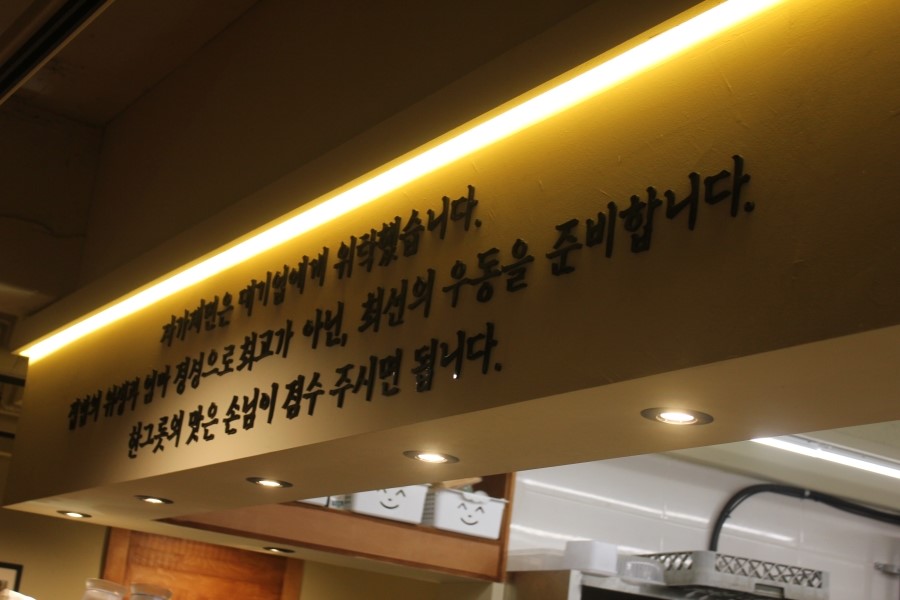 자가제면은 대기업에게 위탁했습니다.
집밥의 위생과 엄마 정성으로 최고가 아닌, 최선의 우동을 준비합니다.
한그릇의 맛은 손님이 점수 주시면 됩니다.